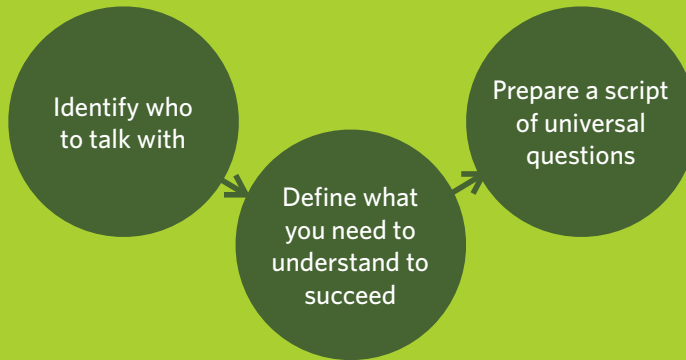 Identify who
to talk with
Define what
you need to
understand to
succeed
Prepare a script
of universal
questions